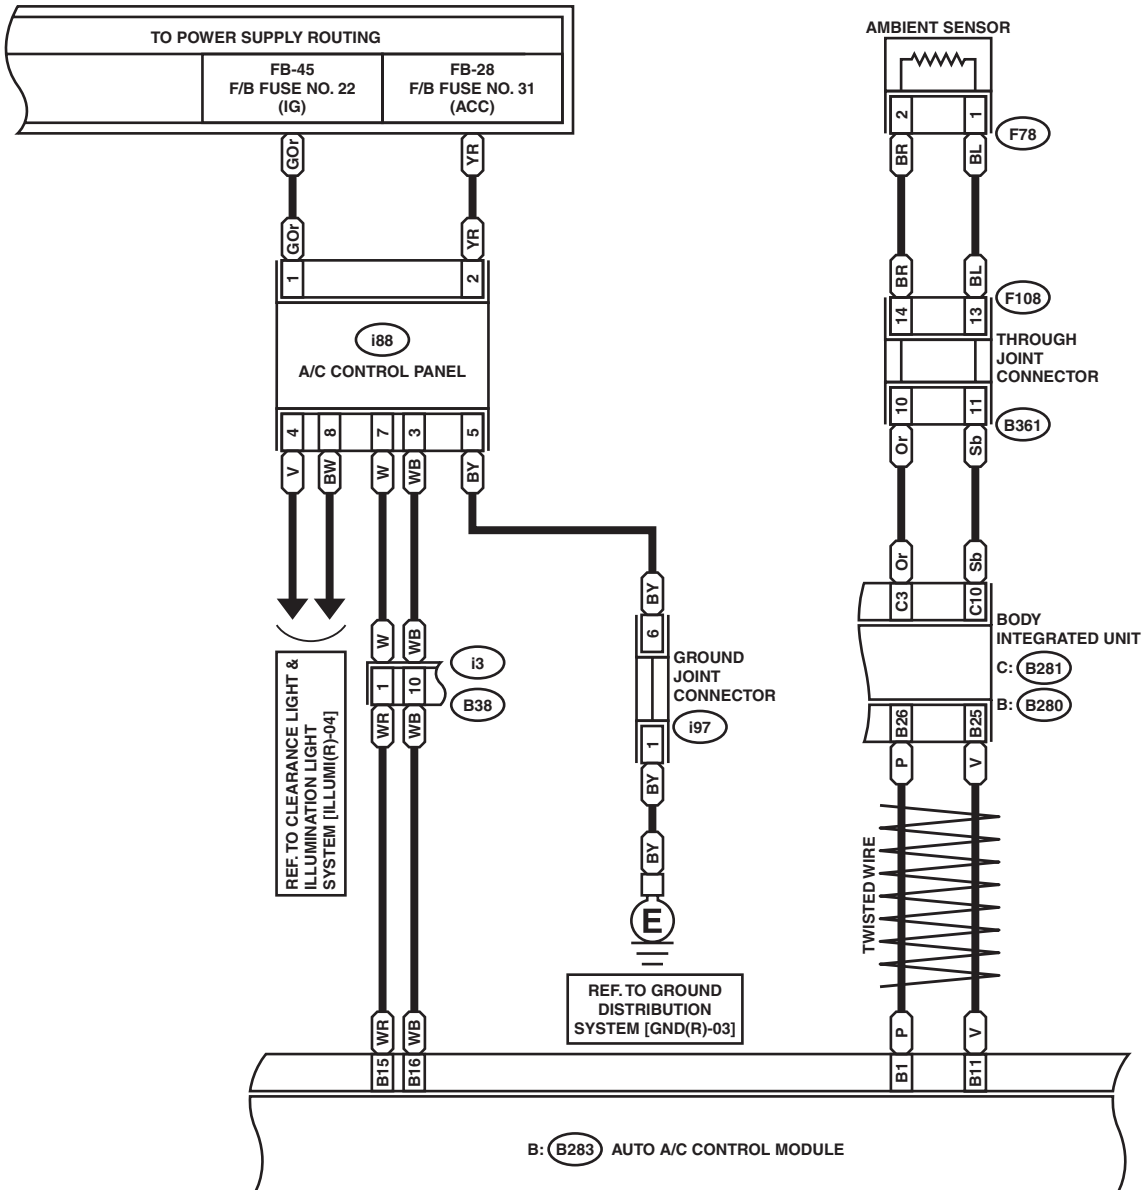 TO POWER SUPPLY ROUTING
FB-45
F/B FUSE NO. 22
(IG)
FB-28
F/B FUSE NO. 31
(ACC)
GOr
YR
GOr
YR
1
2
i88
A/C CONTROL PANEL
4
8
7
3
5
V
BW
W
WB
BY
REF. TO CLEARANCE LIGHT &
ILLUMINATION LIGHT
SYSTEM [ILLUMI(R)-04]
W
WB
1
10
i3
B38
WR
WB
WR
WB
B15
B16
BY
6
GROUND
JOINT
CONNECTOR
i97
1
BY
BY
E
REF. TO GROUND
DISTRIBUTION
SYSTEM [GND(R)-03]
AMBIENT SENSOR
2
1
F78
BR
BL
BR
BL
F108
14
13
THROUGH
JOINT
CONNECTOR
10
11
B361
Or
Sb
Or
Sb
C3
C10
BODY
INTEGRATED UNIT
C: B281
B: B280
B26
B25
P
V
TWISTED WIRE
P
V
B1
B11
B: B283 AUTO A/C CONTROL MODULE